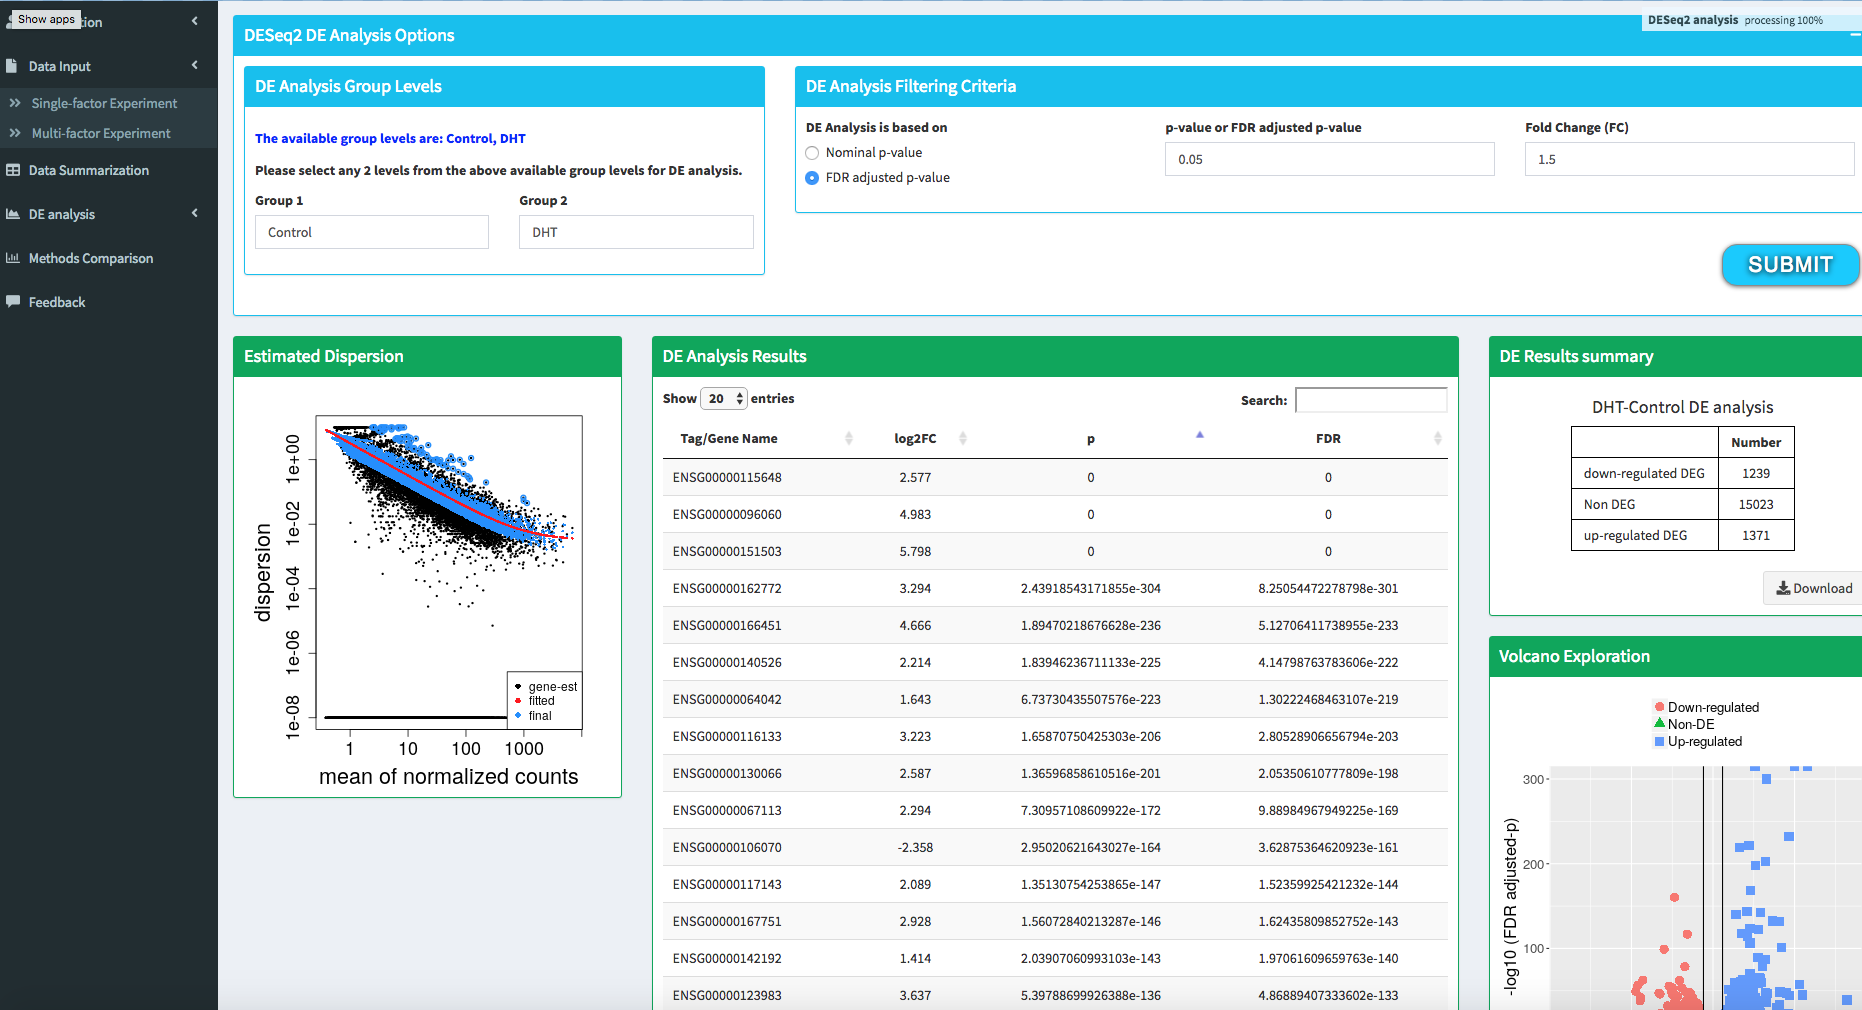 Show apps
tion
Data Input
Single-factor Experiment
Multi-factor Experiment
Data Summarization
DE analysis
Methods Comparison
Feedback
DESeq2 DE Analysis Options
DESeq2 analysis processing 100%
DE Analysis Group Levels
The available group levels are: Control, DHT
Please select any 2 levels from the above available group levels for DE analysis.
Group 1 Group 2
Control DHT
DE Analysis Filtering Criteria
DE Analysis is based on p-value or FDR adjusted p-value Fold Change (FC)
Nominal p-value
FDR adjusted p-value
0.05 1.5
SUBMIT
Estimated Dispersion
dispersion
1e+00
1e-02
1e-04
1e-06
1e-08
gene-est
fitted
final
1 10 100 1000
mean of normalized counts
DE Analysis Results
Show 20 entries Search:
Tag/Gene Name log2FC p FDR
ENSG00000115648 2.577 0 0
ENSG00000096060 4.983 0 0
ENSG00000151503 5.798 0 0
ENSG00000162772 3.294 2.43918543171855e-304 8.25054472278798e-301
ENSG00000166451 4.666 1.89470218676628e-236 5.12706411738955e-233
ENSG00000140526 2.214 1.83946236711133e-225 4.14798763783606e-222
ENSG00000064042 1.643 6.73730435507576e-223 1.30222468463107e-219
ENSG00000116133 3.223 1.65870750425303e-206 2.80528906656794e-203
ENSG00000130066 2.587 1.36596858610516e-201 2.05350610777809e-198
ENSG00000067113 2.294 7.30957108609922e-172 9.88984967949225e-169
ENSG00000106070 -2.358 2.95020621643027e-164 3.62875364620923e-161
ENSG00000117143 2.089 1.35130754253865e-147 1.52359925421232e-144
ENSG00000167751 2.928 1.56072840213287e-146 1.62435809852752e-143
ENSG00000142192 1.414 2.03907060993103e-143 1.97061609659763e-140
ENSG00000123983 3.637 5.39788699926388e-136 4.86889407333602e-133
DE Results summary
DHT-Control DE analysis
Number
down-regulated DEG 1239
Non DEG 15023
up-regulated DEG 1371
Download
Volcano Exploration
Down-regulated
Non-DE
Up-regulated
-log10 (FDR adjusted-p)
300
200
100